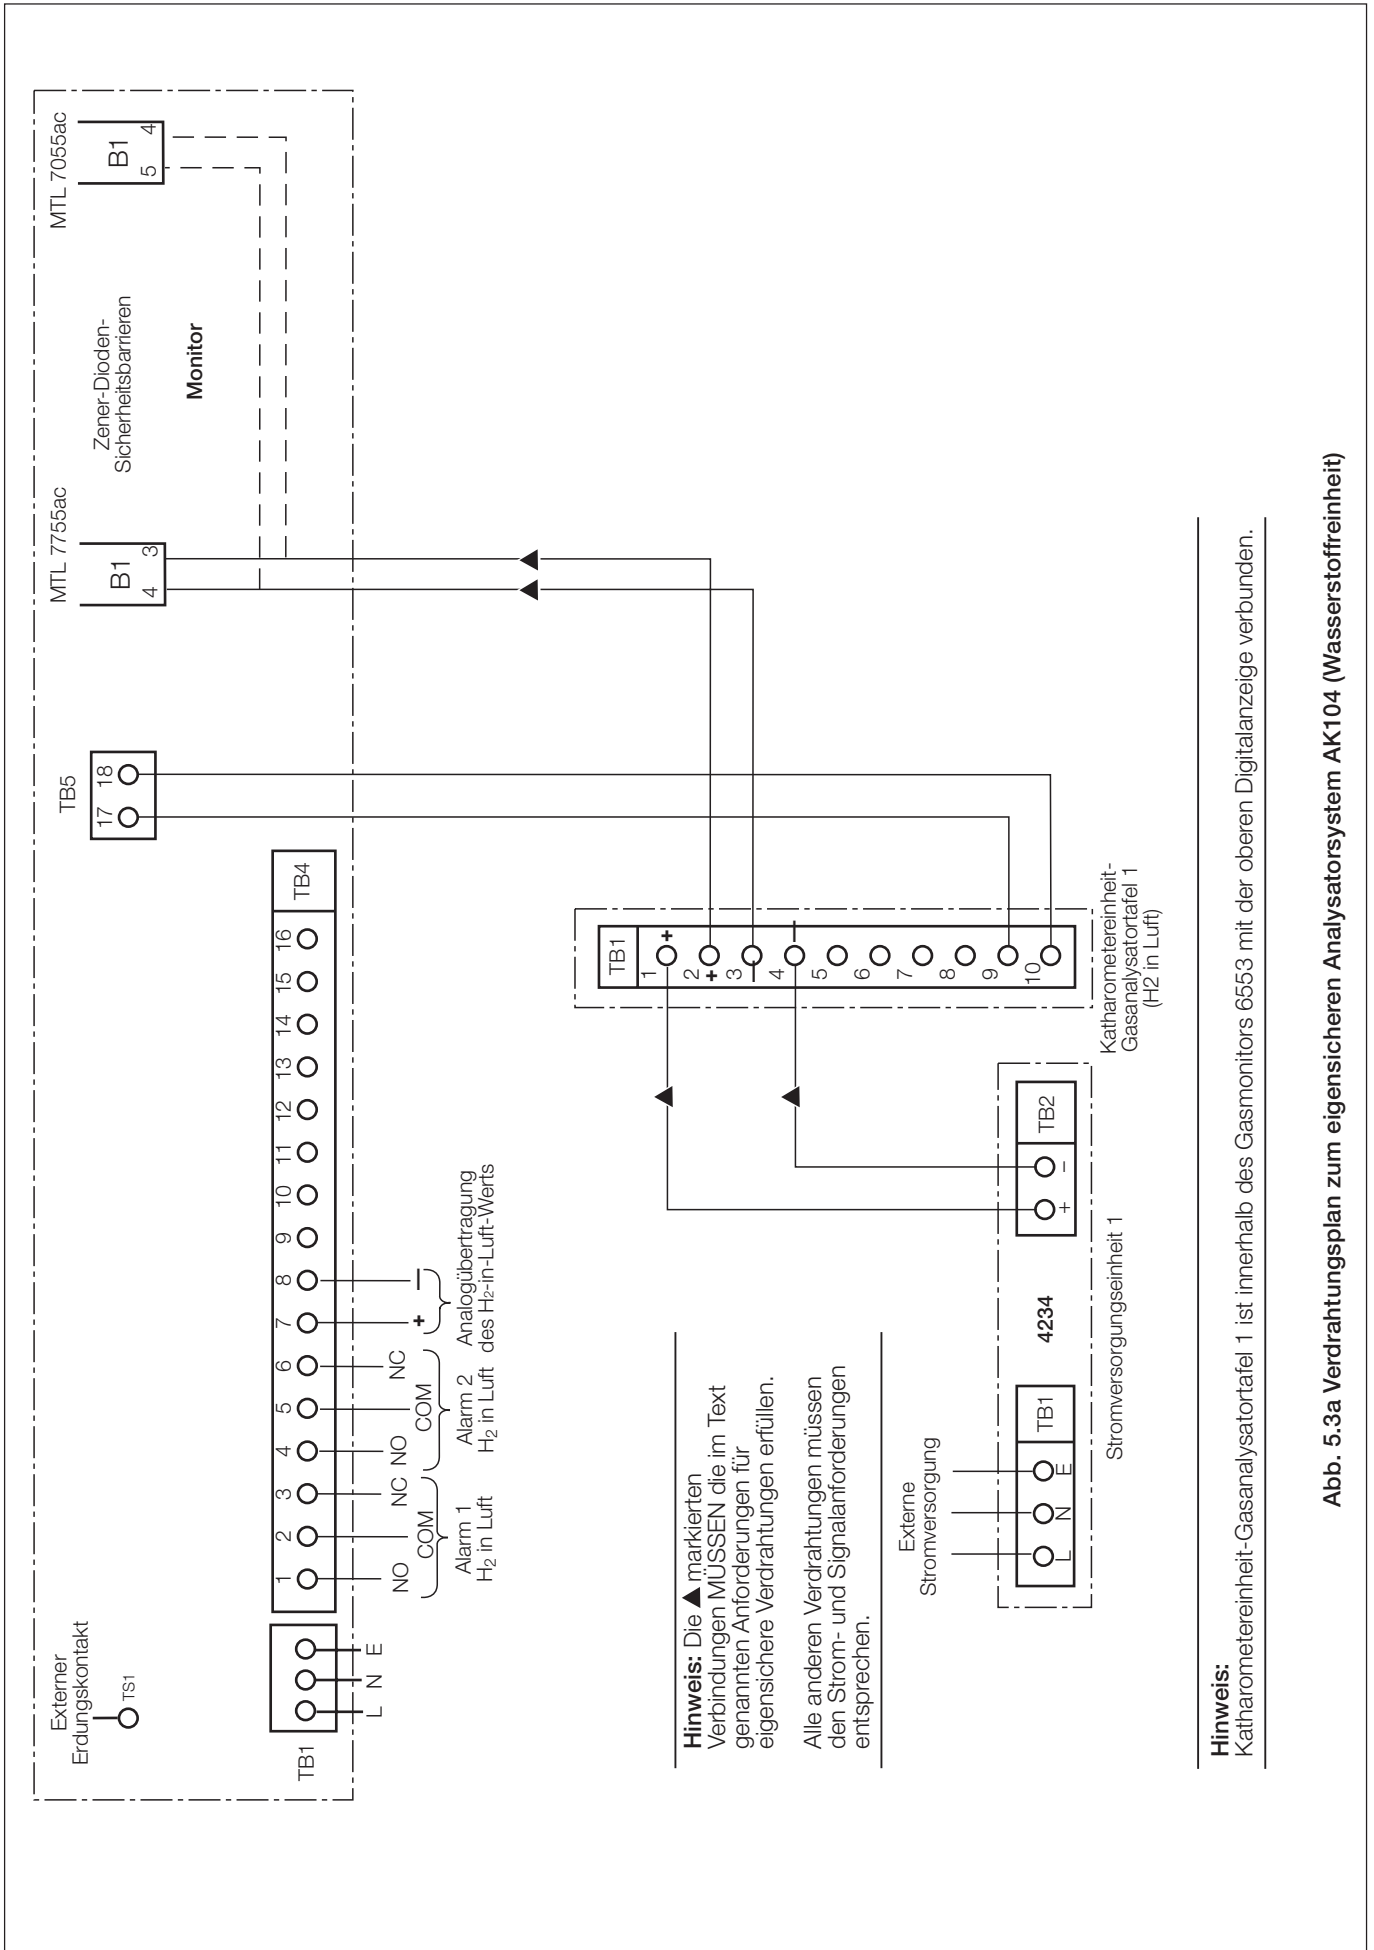 MTL 7755ac
B1
4
3
Zener-Dioden-
Sicherheitsbarrieren
Monitor
MTL 7055ac
B1
5
4
TB5
17
18
Externer
Erdungskontakt
TS1
TB1
L
N
E
1
2
3
4
5
6
7
8
9
10
11
12
13
14
15
16
TB4
NO
COM
NC
Alarm 1
H2 in Luft
NO
COM
NC
Alarm 2
H2 in Luft
+
–
Analogübertragung
des H2-in-Luft-Werts
TB1
1
+
2
+
3
–
4
–
5
6
7
8
9
10
Katharometereinheit-
Gasanalysatortafel 1
(H2 in Luft)
Hinweis: Die ▲ markierten
Verbindungen MÜSSEN die im Text
genannten Anforderungen für
eigensichere Verdrahtungen erfüllen.
Alle anderen Verdrahtungen müssen
den Strom- und Signalanforderungen
entsprechen.
Externe
Stromversorgung
L
N
E
TB1
4234
+
–
TB2
Stromversorgungseinheit 1
Hinweis:
Katharometereinheit-Gasanalysatortafel 1 ist innerhalb des Gasmonitors 6553 mit der oberen Digitalanzeige verbunden.
Abb. 5.3a Verdrahtungsplan zum eigensicheren Analysatorsystem AK104 (Wasserstoffreinheit)